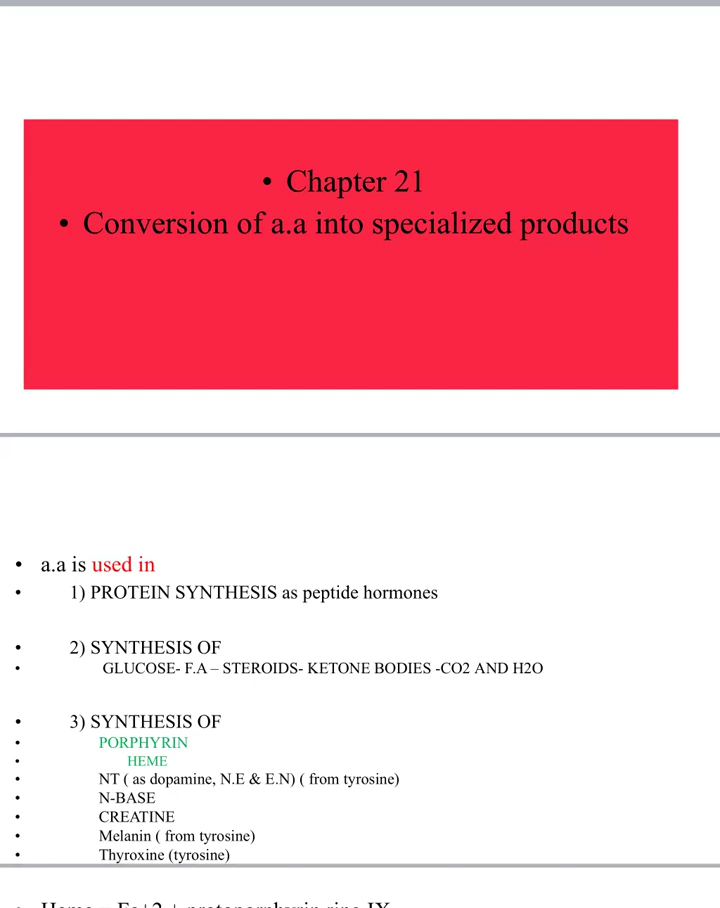 • Chapter 21
• Conversion of a.a into specialized products
• a.a is used in
• 1) PROTEIN SYNTHESIS as peptide hormones
• 2) SYNTHESIS OF
• GLUCOSE- F.A – STEROIDS- KETONE BODIES -CO2 AND H2O
• 3) SYNTHESIS OF
• PORPHYRIN
• HEME
• NT ( as dopamine, N.E & E.N) ( from tyrosine)
• N-BASE
• CREATINE
• Melanin ( from tyrosine)
• Thyroxine (tyrosine)
• Heme = Fe+2 + protoporphyrin ring IX